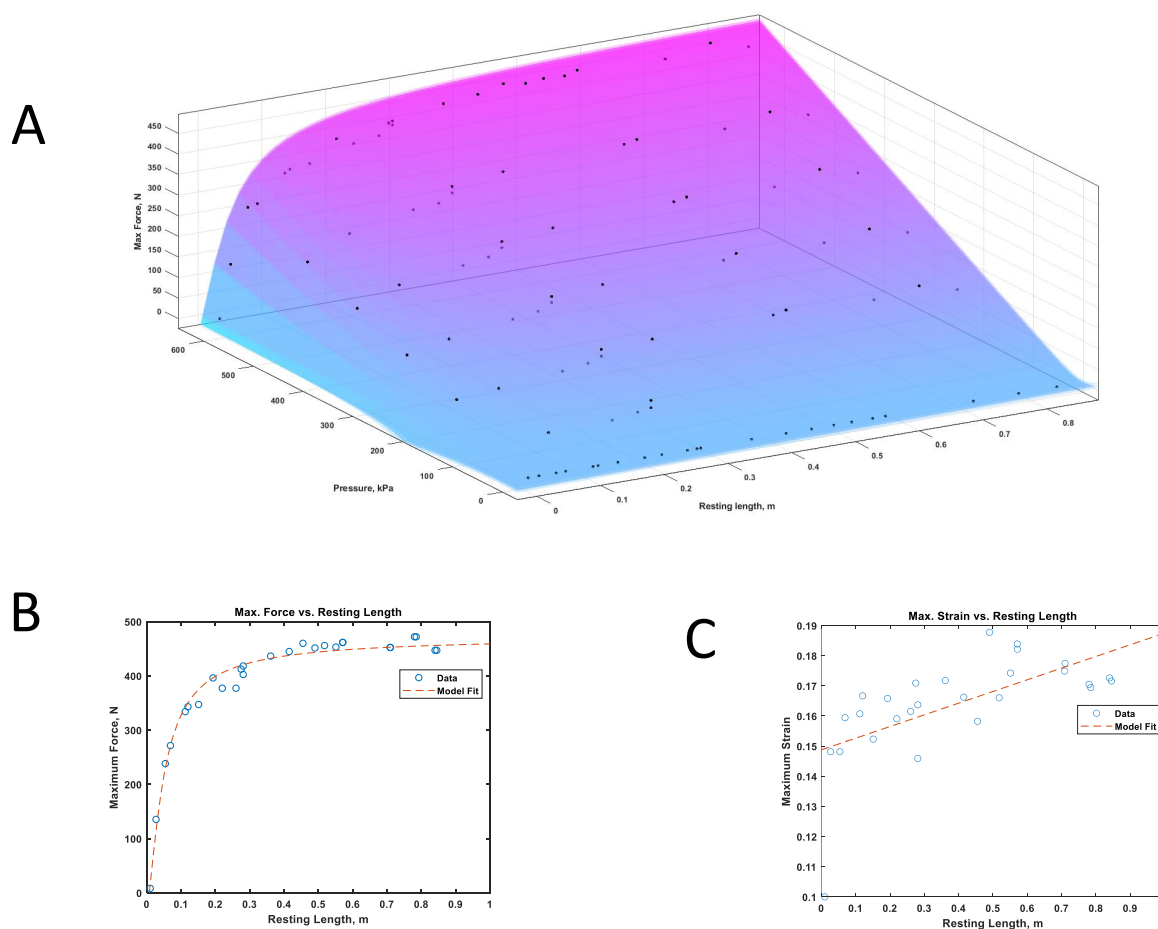 A
450
400
350
300
250
200
150
100
50
0
Max Force, N
600
500
400
300
200
100
0
Pressure, kPa
0
0.1
0.2
0.3
0.4
0.5
0.6
0.7
0.8
Resting length, m
B
Max. Force vs. Resting Length
500
400
300
200
100
0
Maximum Force, N
Data
Model Fit
0 0.1 0.2 0.3 0.4 0.5 0.6 0.7 0.8 0.9 1
Resting Length, m
C
Max. Strain vs. Resting Length
0.19
0.18
0.17
0.16
0.15
0.14
0.13
0.12
0.11
0.1
Maximum Strain
Data
Model Fit
0 0.1 0.2 0.3 0.4 0.5 0.6 0.7 0.8 0.9
Resting Length, m